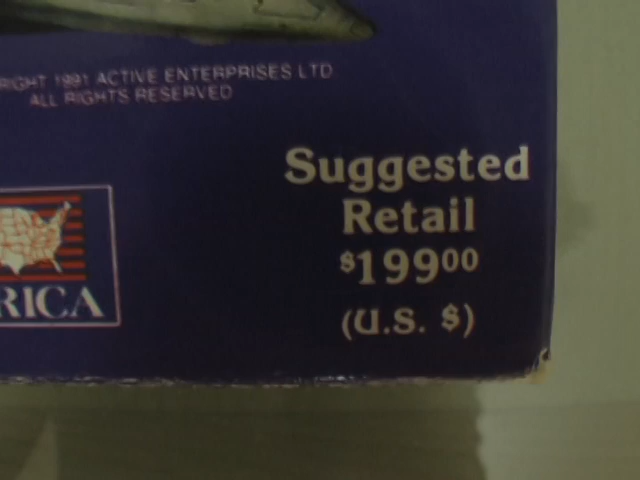 RIGHT 1991 ACTIVE ENTERPRISES LTD.
ALL RIGHTS RESERVED
Suggested
Retail
$19900
(U.S. $)
RICA